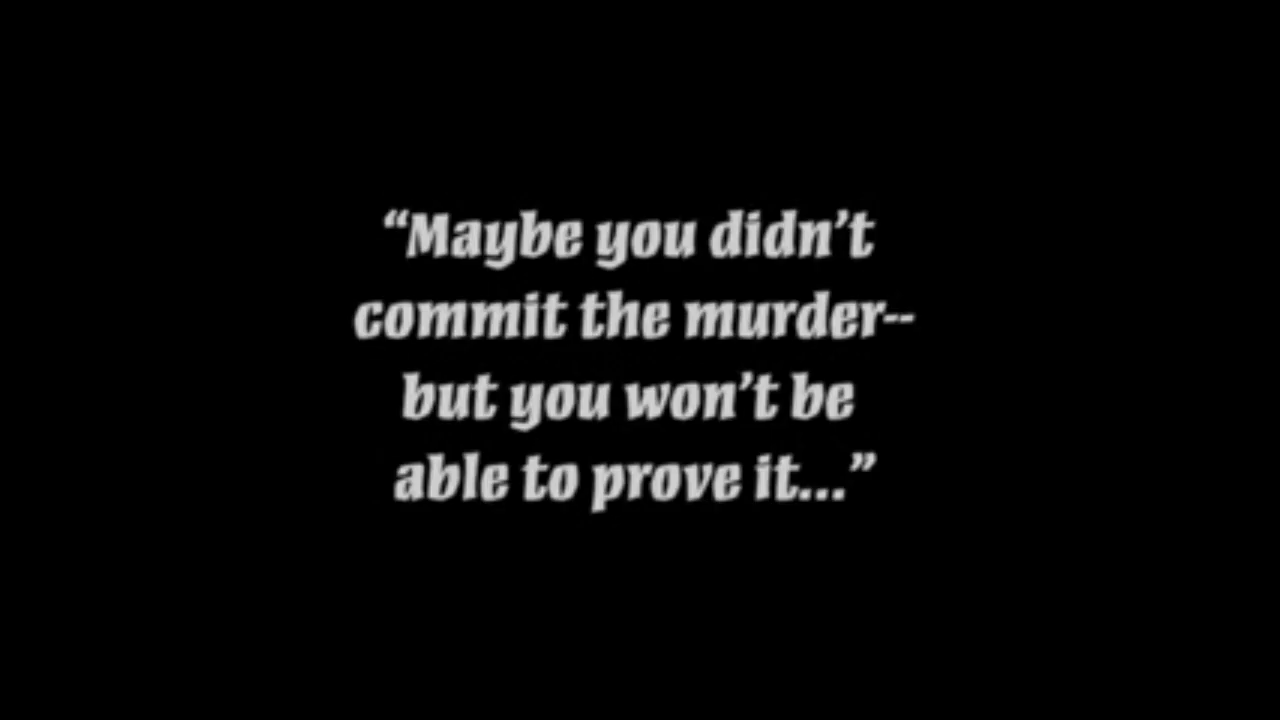 “Maybe you didn’t
commit the murder--
but you won’t be
able to prove it...”